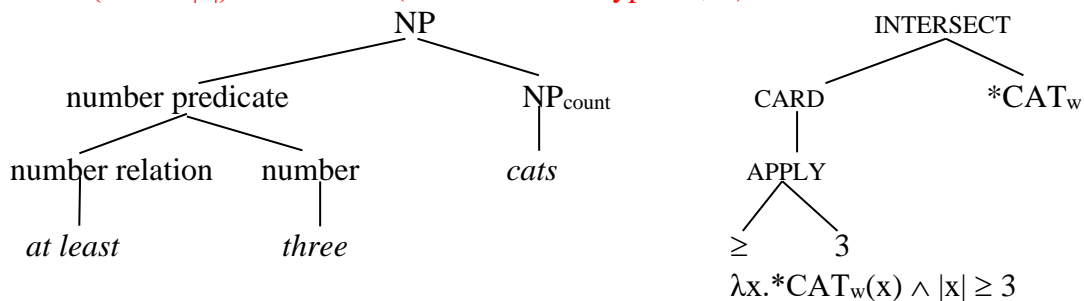 NP INTERSECT
number predicate NPcount CARD *CATw
number relation number cats APPLY
at least three ≥ 3
λx.*CATw(x) ∧ |x| ≥ 3